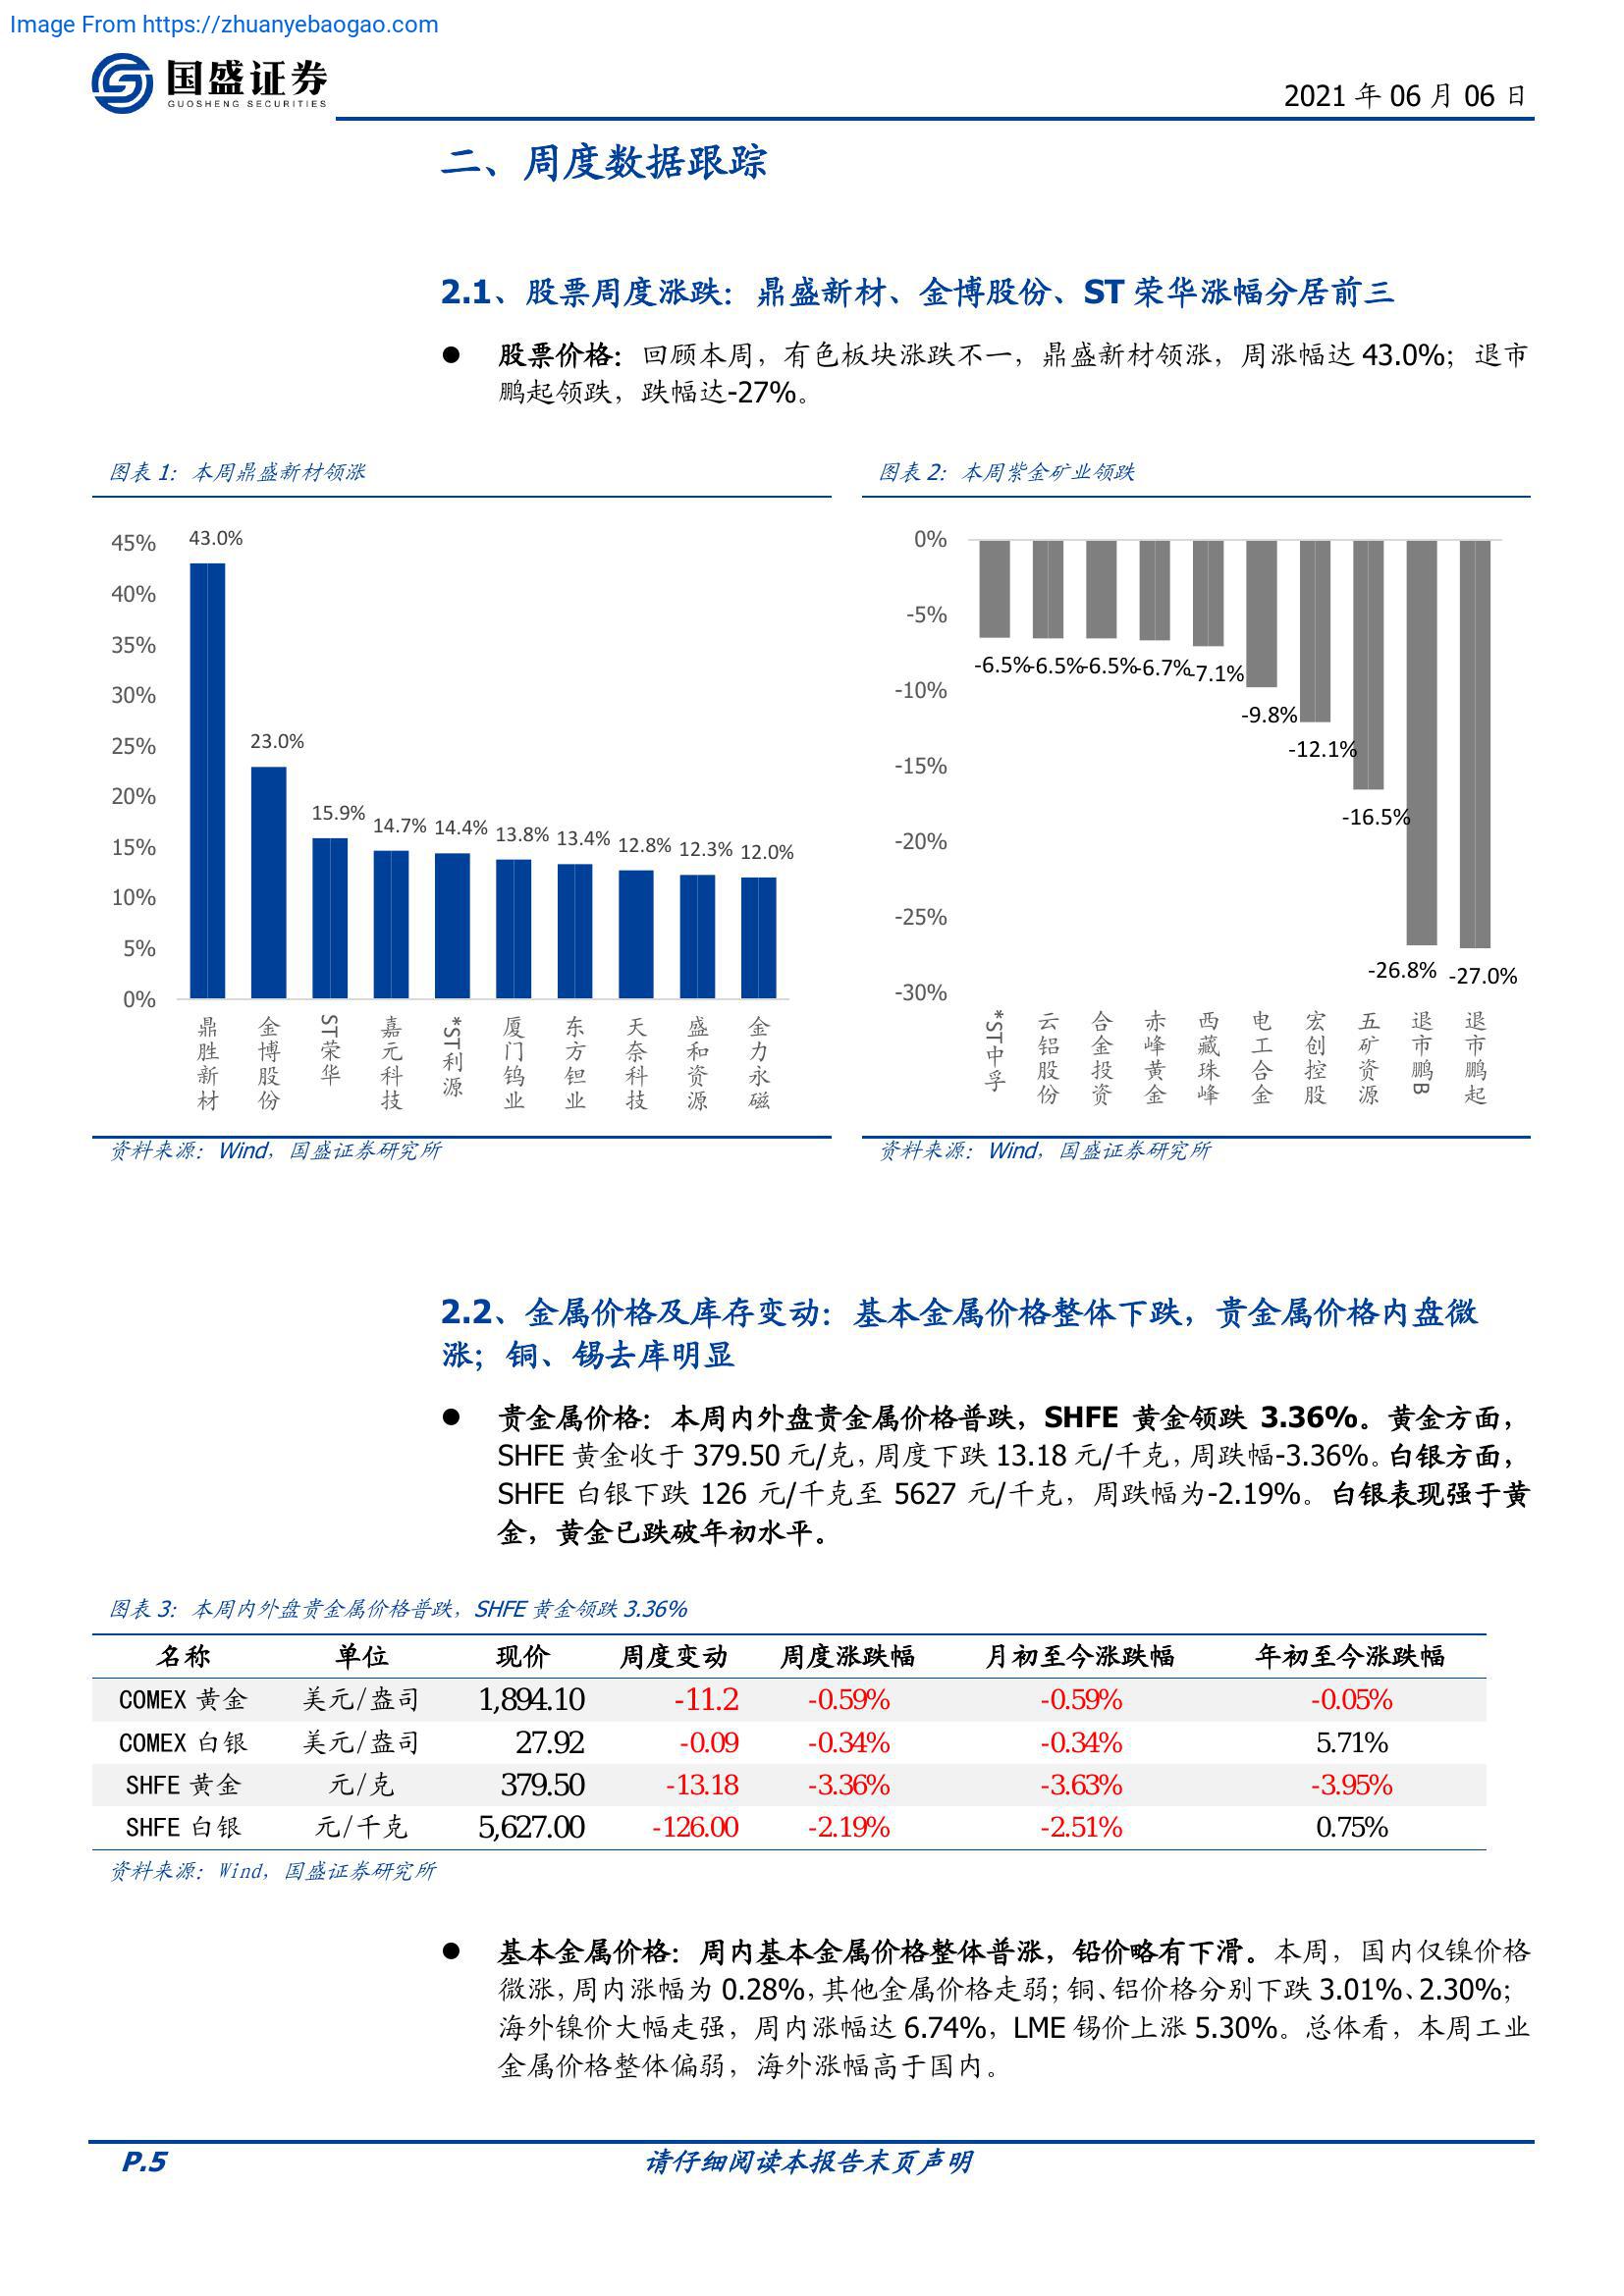 Image From https://zhuanyebaogao.com
国盛证券
GUOSHENG SECURITIES
2021 年 06 月 06 日
二、周度数据跟踪
2.1、股票周度涨跌：鼎盛新材、金博股份、ST 荣华涨幅分居前三
● 股票价格：回顾本周，有色板块涨跌不一，鼎盛新材领涨，周涨幅达 43.0%；退市
鹏起领跌，跌幅达-27%。
图表 1：本周鼎盛新材领涨
45%
40%
35%
30%
25%
20%
15%
10%
5%
0%
43.0%
23.0%
15.9%
14.7%
14.4%
13.8%
13.4%
12.8%
12.3%
12.0%
鼎胜新材
金博股份
ST荣华
嘉元科技
*ST利源
厦门钨业
东方钽业
天奈科技
盛和资源
金力永磁
资料来源：Wind，国盛证券研究所
图表 2：本周紫金矿业领跌
0%
-5%
-10%
-15%
-20%
-25%
-30%
-6.5%
-6.5%
-6.5%
-6.7%
-7.1%
-9.8%
-12.1%
-16.5%
-26.8%
-27.0%
*ST中孚
云铝股份
合金投资
赤峰黄金
西藏珠峰
电工合金
宏创控股
五矿资源
退市鹏B
退市鹏起
资料来源：Wind，国盛证券研究所
2.2、金属价格及库存变动：基本金属价格整体下跌，贵金属价格内盘微
涨；铜、锡去库明显
● 贵金属价格：本周内外盘贵金属价格普跌，SHFE 黄金领跌 3.36%。黄金方面，
SHFE 黄金收于 379.50 元/克，周度下跌 13.18 元/千克，周跌幅-3.36%。白银方面，
SHFE 白银下跌 126 元/千克至 5627 元/千克，周跌幅为-2.19%。白银表现强于黄
金，黄金已跌破年初水平。
图表 3：本周内外盘贵金属价格普跌，SHFE 黄金领跌 3.36%
名称 单位 现价 周度变动 周度涨跌幅 月初至今涨跌幅 年初至今涨跌幅
COMEX 黄金 美元/盎司 1,894.10 -11.2 -0.59% -0.59% -0.05%
COMEX 白银 美元/盎司 27.92 -0.09 -0.34% -0.34% 5.71%
SHFE 黄金 元/克 379.50 -13.18 -3.36% -3.63% -3.95%
SHFE 白银 元/千克 5,627.00 -126.00 -2.19% -2.51% 0.75%
资料来源：Wind，国盛证券研究所
● 基本金属价格：周内基本金属价格整体普涨，铅价略有下滑。本周，国内仅镍价格
微涨，周内涨幅为 0.28%，其他金属价格走弱；铜、铝价格分别下跌 3.01%、2.30%；
海外镍价大幅走强，周内涨幅达 6.74%，LME 锡价上涨 5.30%。总体看，本周工业
金属价格整体偏弱，海外涨幅高于国内。
P.5
请仔细阅读本报告末页声明